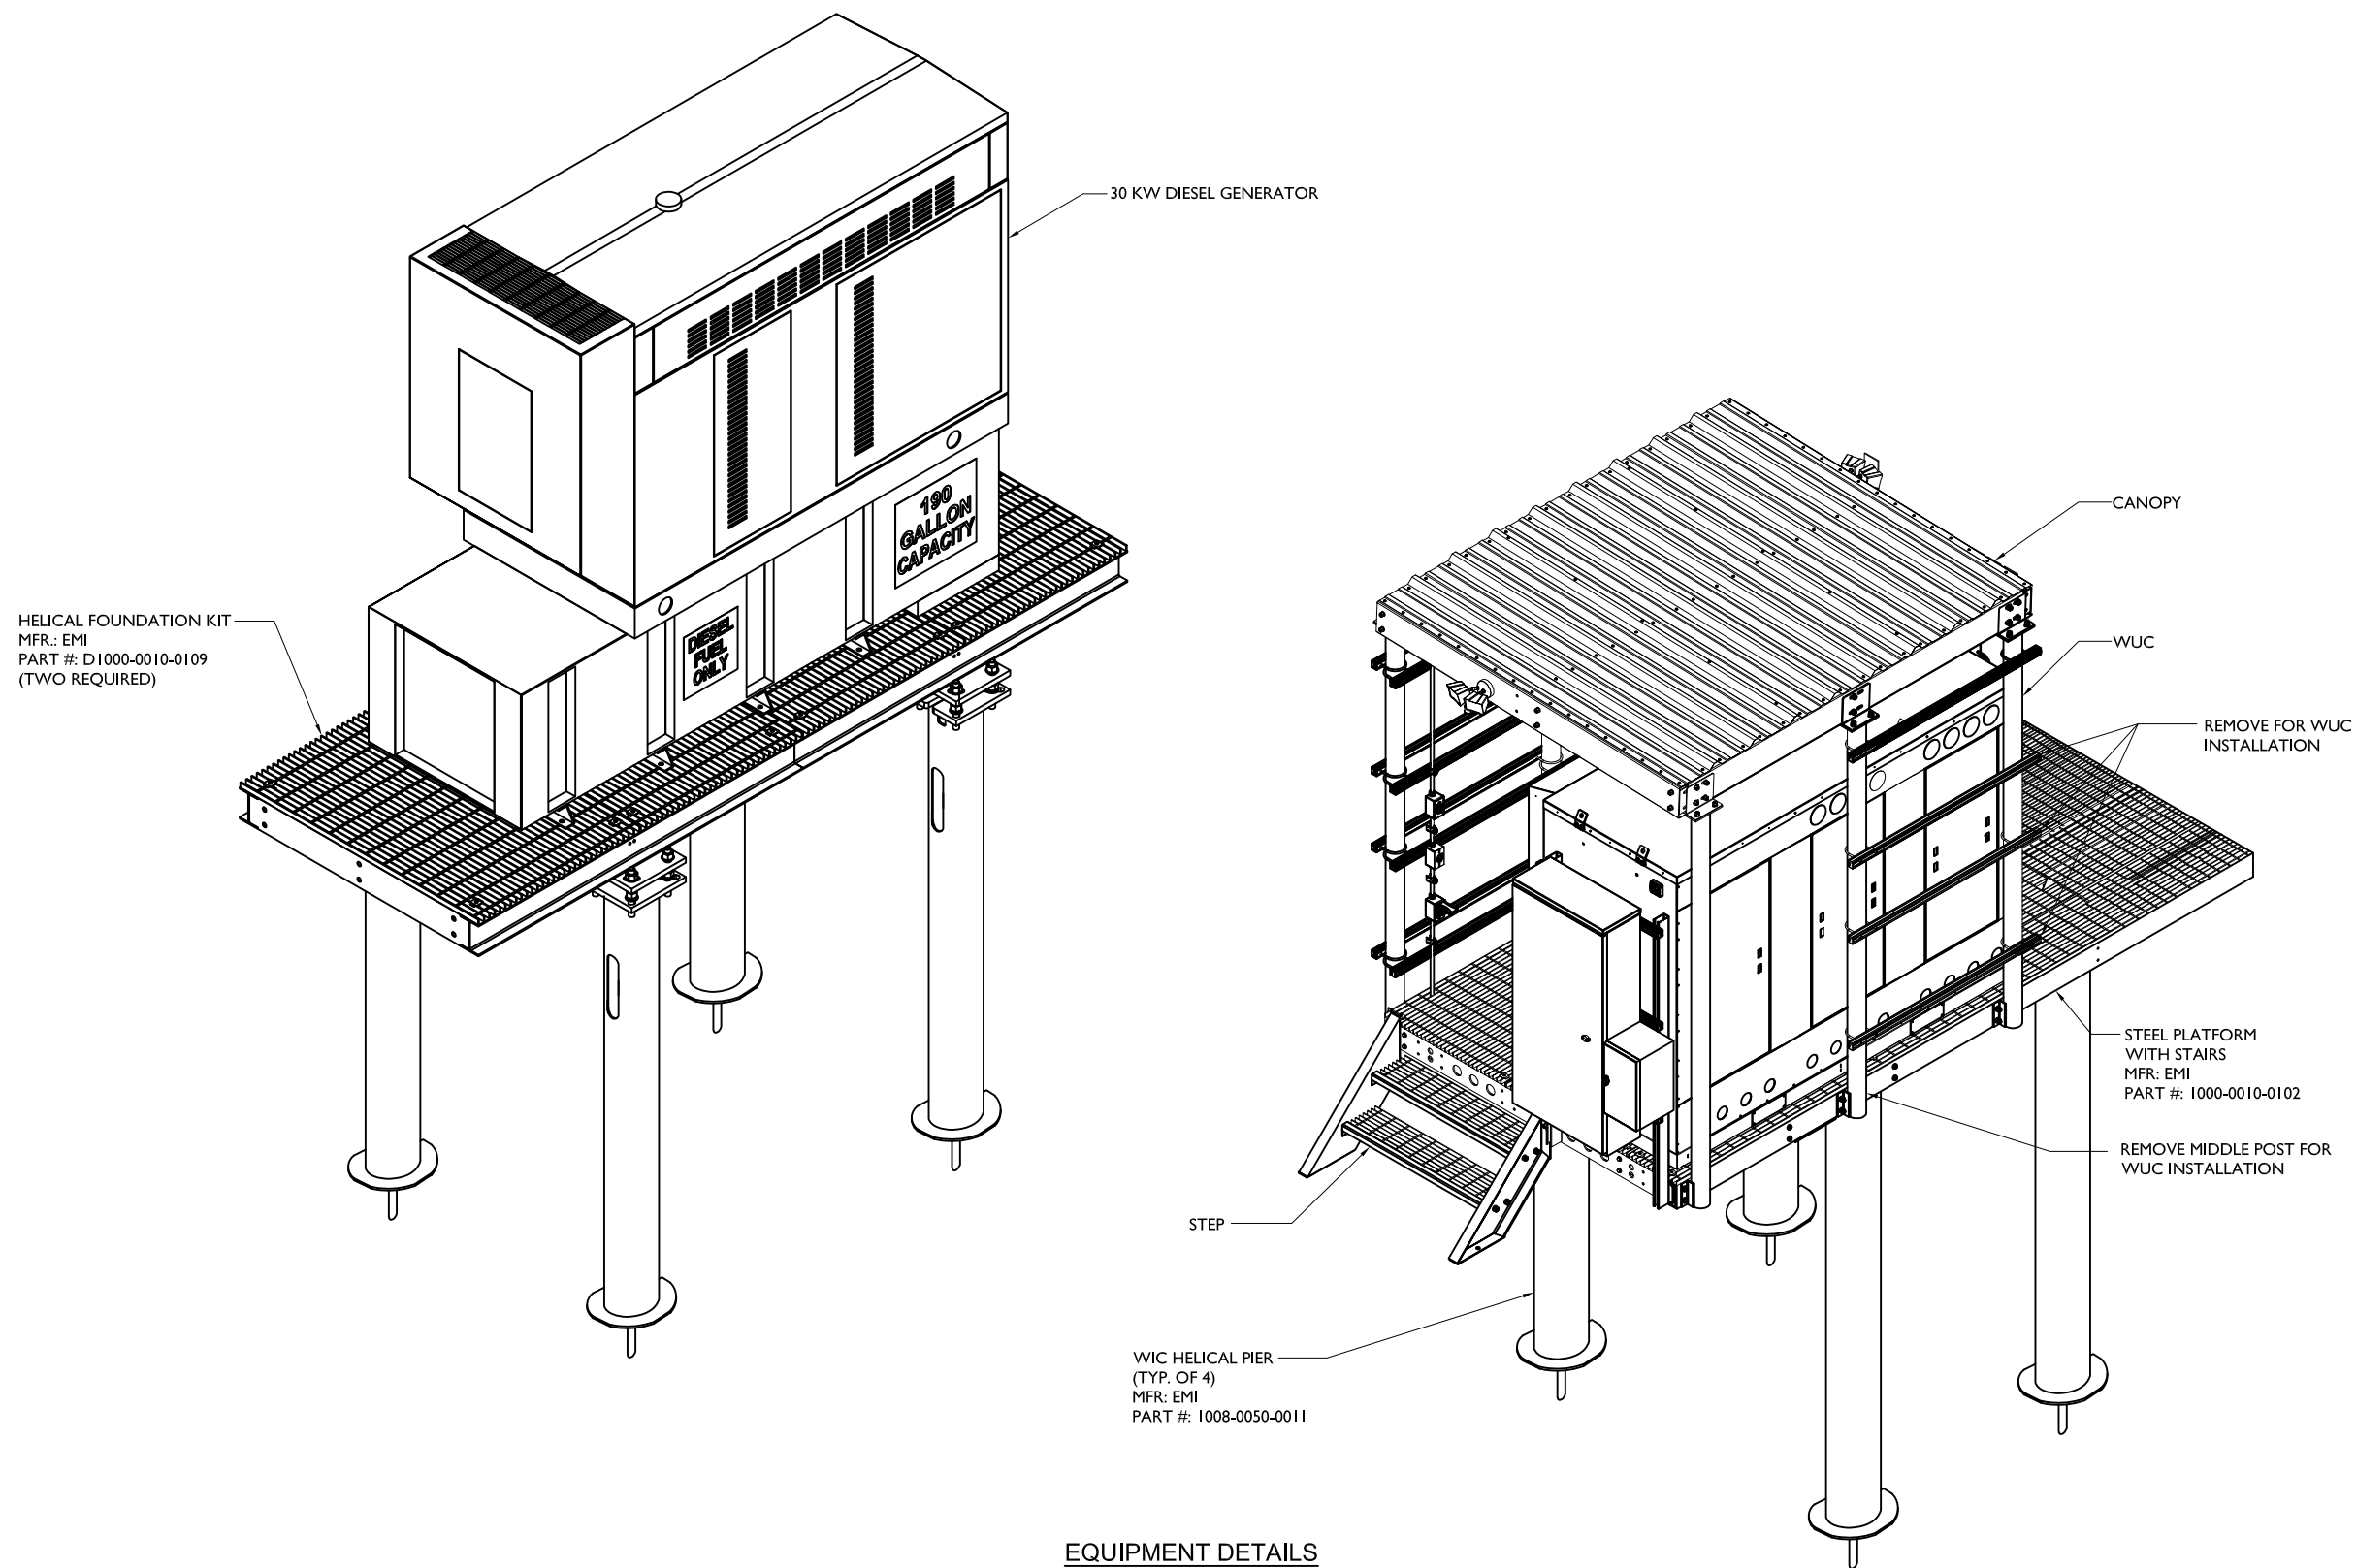 30 KW DIESEL GENERATOR
190
GALLON
CAPACITY
DIESEL
FUEL
ONLY
HELICAL FOUNDATION KIT
MFR.: EMI
PART #: D1000-0010-0109
(TWO REQUIRED)
CANOPY
WUC
REMOVE FOR WUC
INSTALLATION
STEEL PLATFORM
WITH STAIRS
MFR: EMI
PART #: 1000-0010-0102
REMOVE MIDDLE POST FOR
WUC INSTALLATION
STEP
WIC HELICAL PIER
(TYP. OF 4)
MFR: EMI
PART #: 1008-0050-0011
EQUIPMENT DETAILS